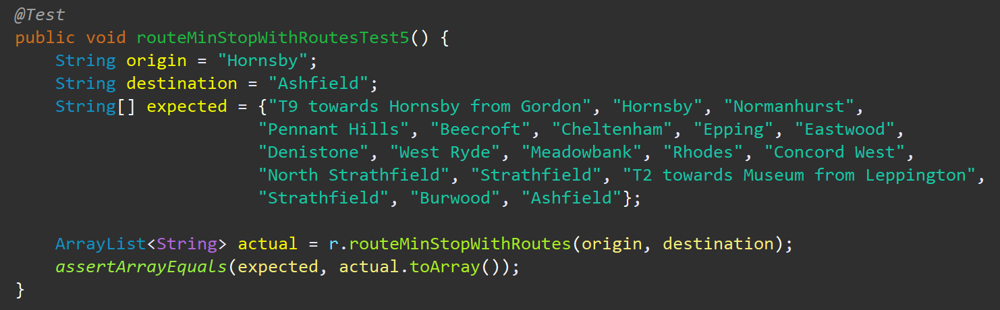 @Test
public void routeMinStopWithRoutesTest5() {
    String origin = "Hornsby";
    String destination = "Ashfield";
    String[] expected = {"T9 towards Hornsby from Gordon", "Hornsby", "Normanhurst",
                        "Pennant Hills", "Beecroft", "Cheltenham", "Epping", "Eastwood",
                        "Denistone", "West Ryde", "Meadowbank", "Rhodes", "Concord West",
                        "North Strathfield", "Strathfield", "T2 towards Museum from Leppington",
                        "Strathfield", "Burwood", "Ashfield"};

    ArrayList<String> actual = r.routeMinStopWithRoutes(origin, destination);
    assertArrayEquals(expected, actual.toArray());
}